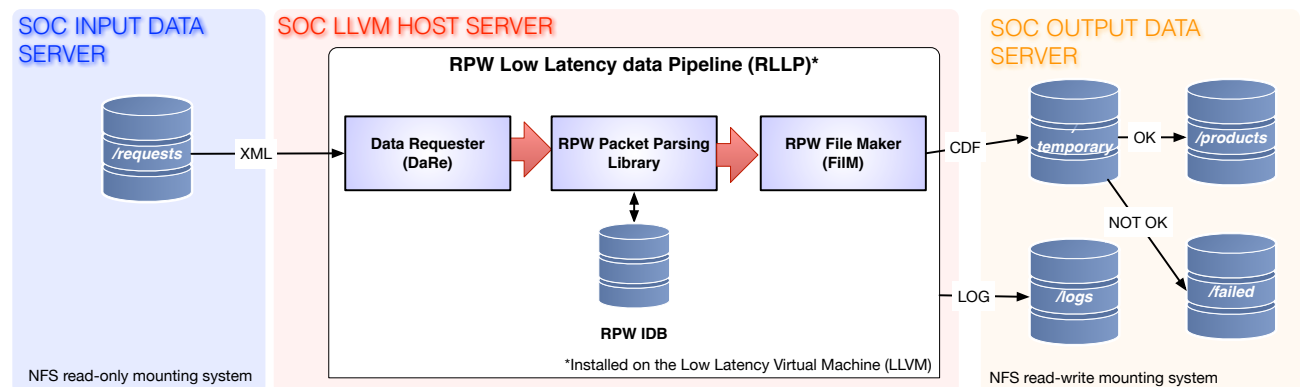 SOC INPUT DATA
SERVER
/requests
NFS read-only mounting system
XML
SOC LLVM HOST SERVER
RPW Low Latency data Pipeline (RLLP)*
Data Requester
(DaRe)
RPW Packet Parsing
Library
RPW File Maker
(FilM)
RPW IDB
*Installed on the Low Latency Virtual Machine (LLVM)
CDF
LOG
SOC OUTPUT DATA
SERVER
/
temporary
OK
/products
NOT OK
/logs
/failed
NFS read-write mounting system